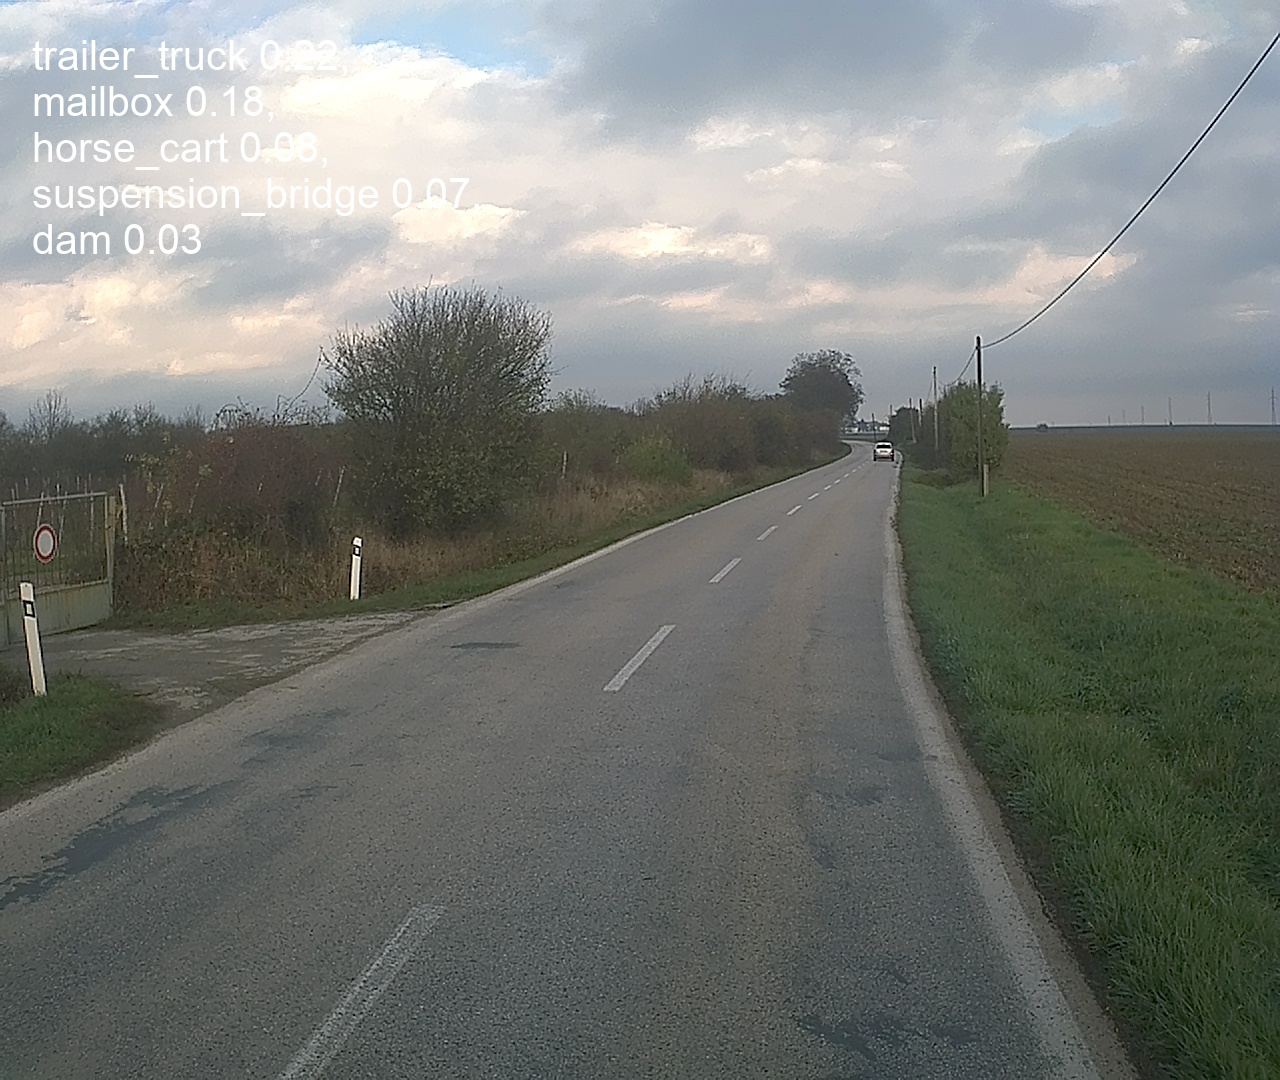 trailer_truck 0.22,
mailbox 0.18,
horse_cart 0.08,
suspension_bridge 0.07
dam 0.03